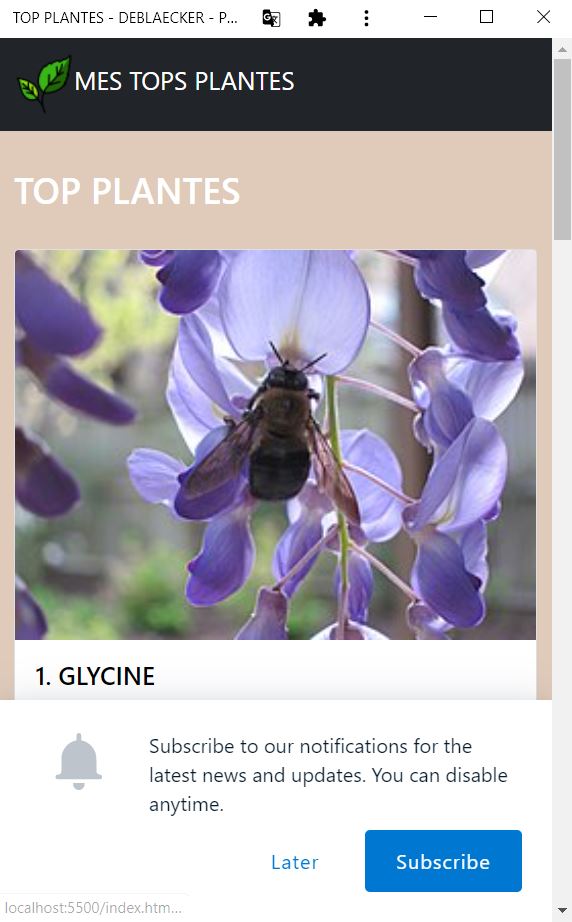 TOP PLANTES - DEBLAECKER - P...
MES TOPS PLANTES
TOP PLANTES
1. GLYCINE
Subscribe to our notifications for the
latest news and updates. You can disable
anytime.
Later
Subscribe
localhost:5500/index.htm...